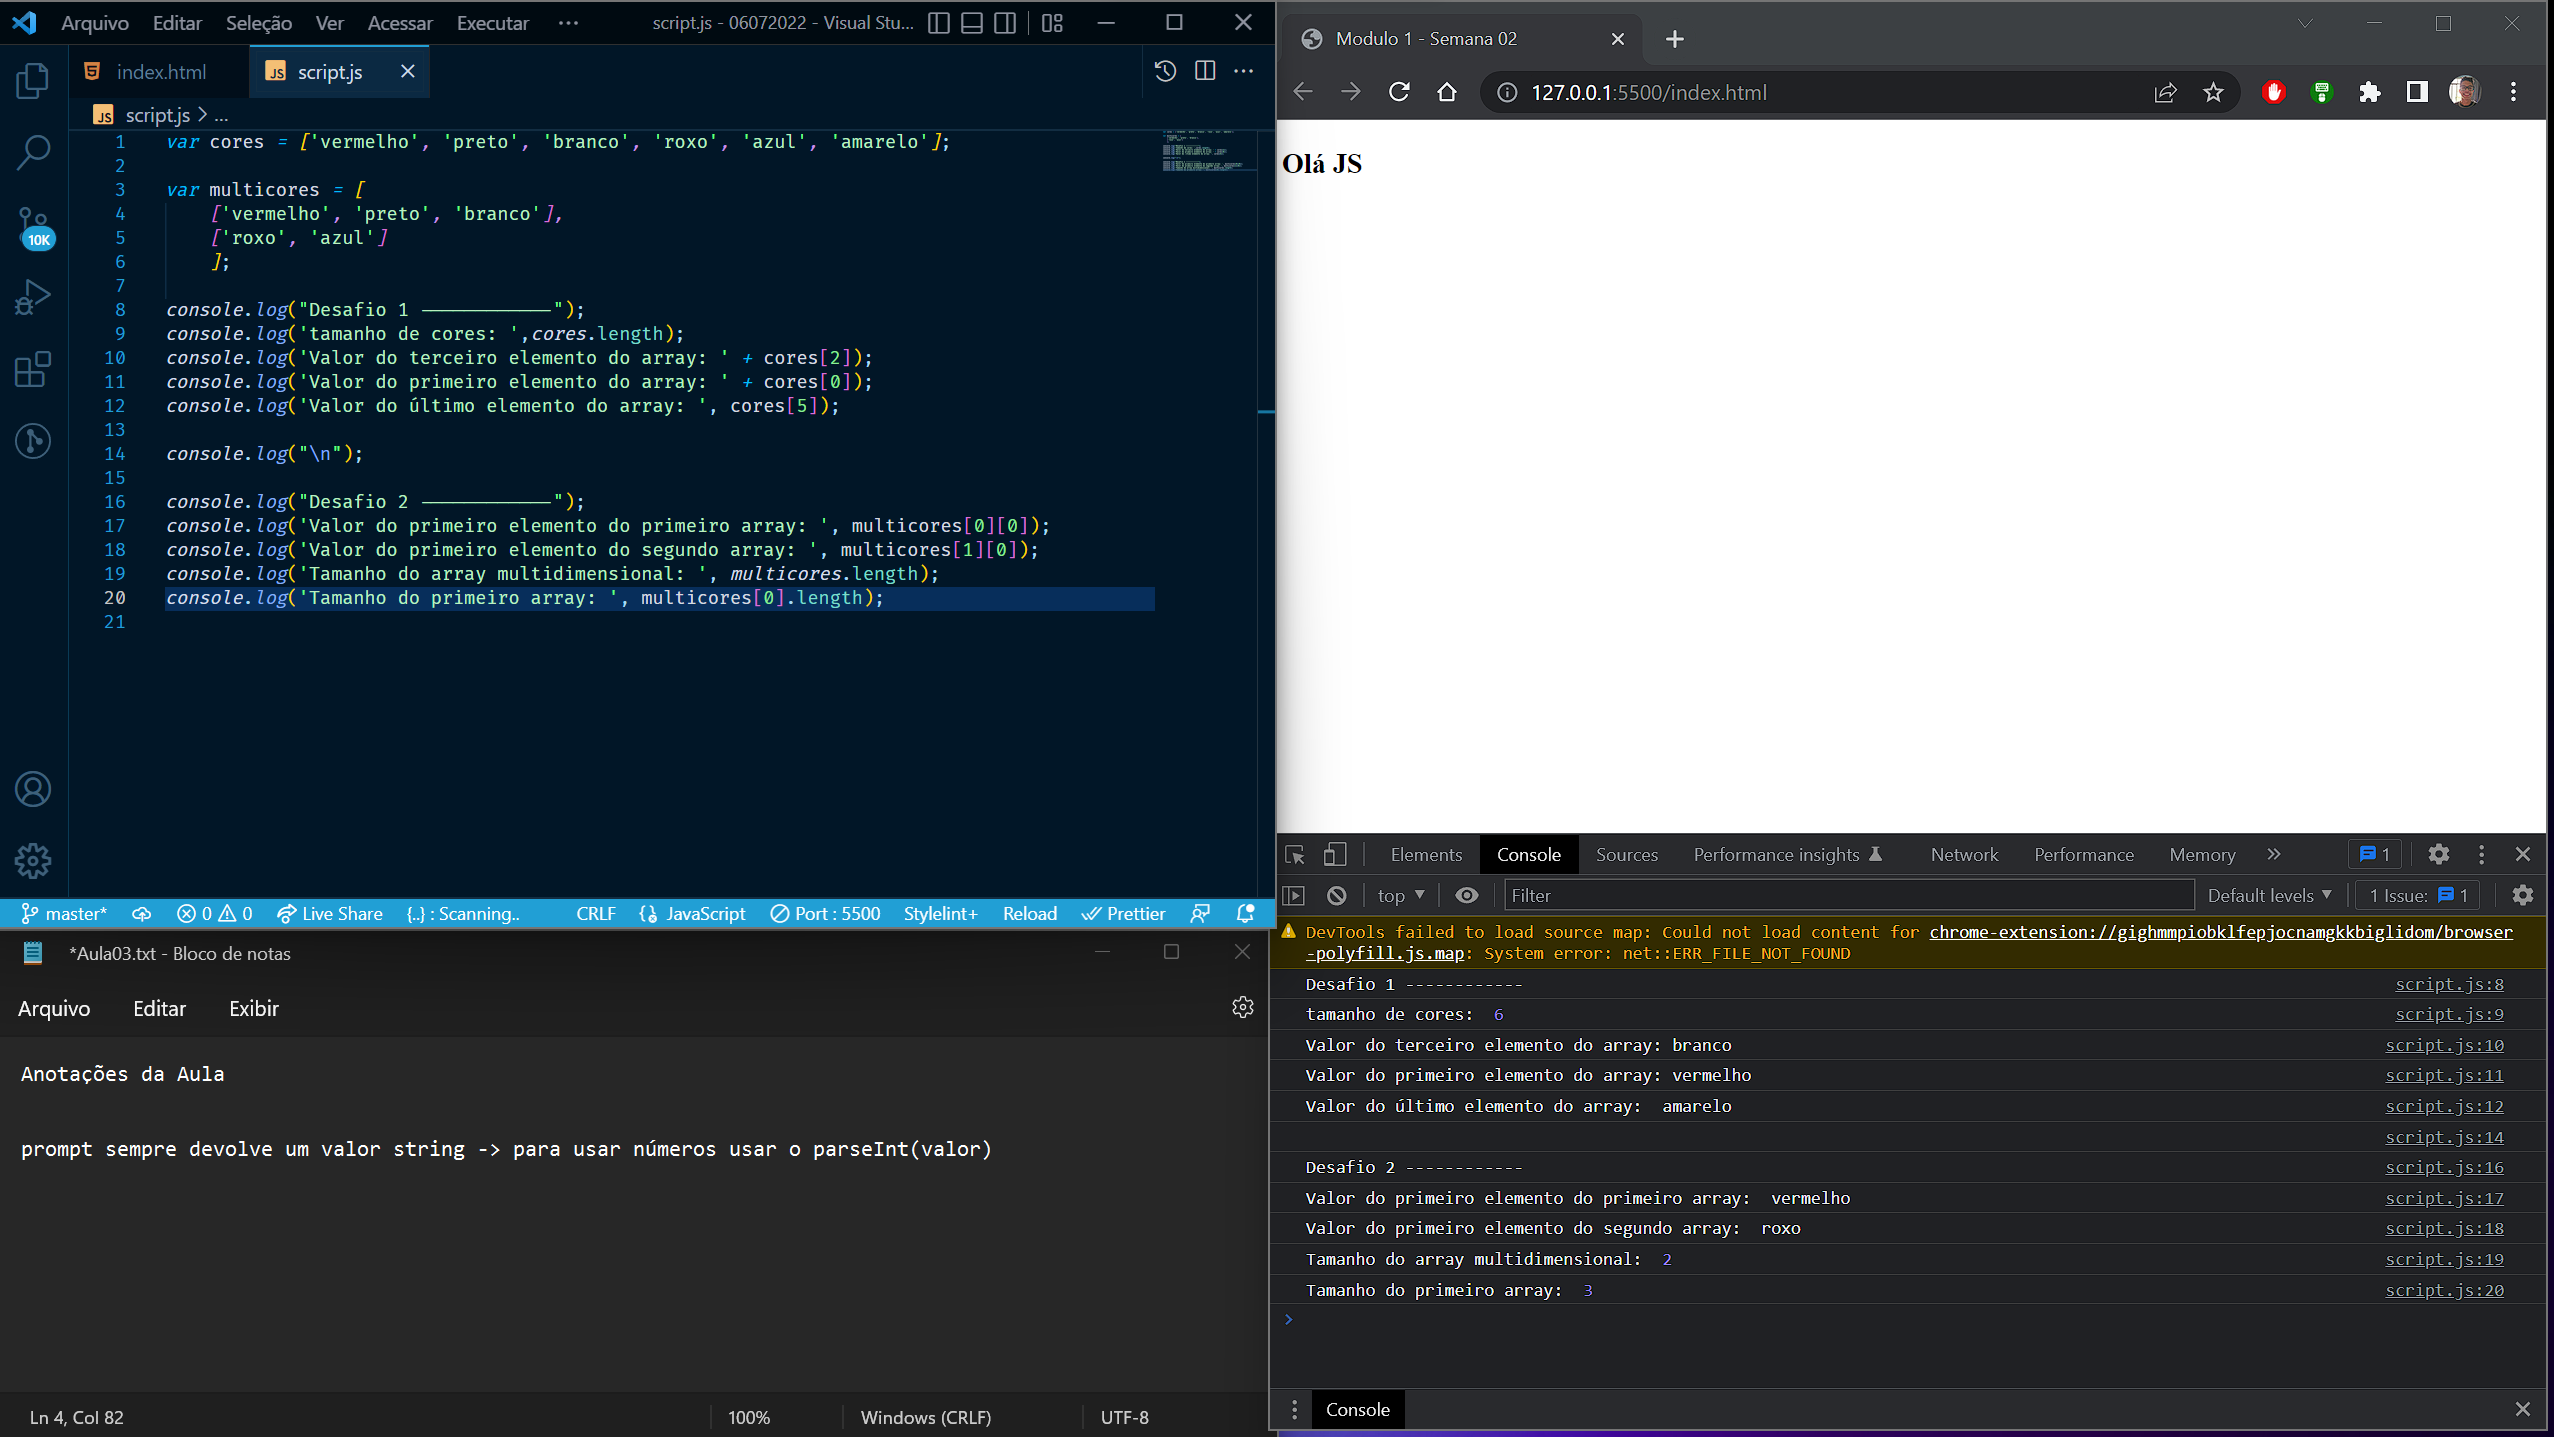 Arquivo Editar Seleção Ver Acessar Executar ··· script.js - 06072022 - Visual Stu...
index.html script.js
script.js > ...
1 var cores = ['vermelho', 'preto', 'branco', 'roxo', 'azul', 'amarelo'];
2
3 var multicores = [
4 ['vermelho', 'preto', 'branco'],
5 ['roxo', 'azul']
6 ];
7
8 console.log("Desafio 1 ------------");
9 console.log('tamanho de cores: ',cores.length);
10 console.log('Valor do terceiro elemento do array: ' + cores[2]);
11 console.log('Valor do primeiro elemento do array: ' + cores[0]);
12 console.log('Valor do último elemento do array: ', cores[5]);
13
14 console.log("\n");
15
16 console.log("Desafio 2 ------------");
17 console.log('Valor do primeiro elemento do primeiro array: ', multicores[0][0]);
18 console.log('Valor do primeiro elemento do segundo array: ', multicores[1][0]);
19 console.log('Tamanho do array multidimensional: ', multicores.length);
20 console.log('Tamanho do primeiro array: ', multicores[0].length);
21
10K
master* 0 0 Live Share {..} : Scanning.. CRLF JavaScript Port : 5500 Stylelint+ Reload Prettier
*Aula03.txt - Bloco de notas
Arquivo Editar Exibir
Anotações da Aula
prompt sempre devolve um valor string -> para usar números usar o parseInt(valor)
Ln 4, Col 82 100% Windows (CRLF) UTF-8
Modulo 1 - Semana 02
127.0.0.1:5500/index.html
Olá JS
Elements Console Sources Performance insights Network Performance Memory 1
top Filter Default levels 1 Issue: 1
DevTools failed to load source map: Could not load content for chrome-extension://gighmmpiobklfepjocnamgkkbiglidom/browser
-polyfill.js.map: System error: net::ERR_FILE_NOT_FOUND
Desafio 1 ------------ script.js:8
tamanho de cores:  6 script.js:9
Valor do terceiro elemento do array: branco script.js:10
Valor do primeiro elemento do array: vermelho script.js:11
Valor do último elemento do array:  amarelo script.js:12
script.js:14
Desafio 2 ------------ script.js:16
Valor do primeiro elemento do primeiro array:  vermelho script.js:17
Valor do primeiro elemento do segundo array:  roxo script.js:18
Tamanho do array multidimensional:  2 script.js:19
Tamanho do primeiro array:  3 script.js:20
Console